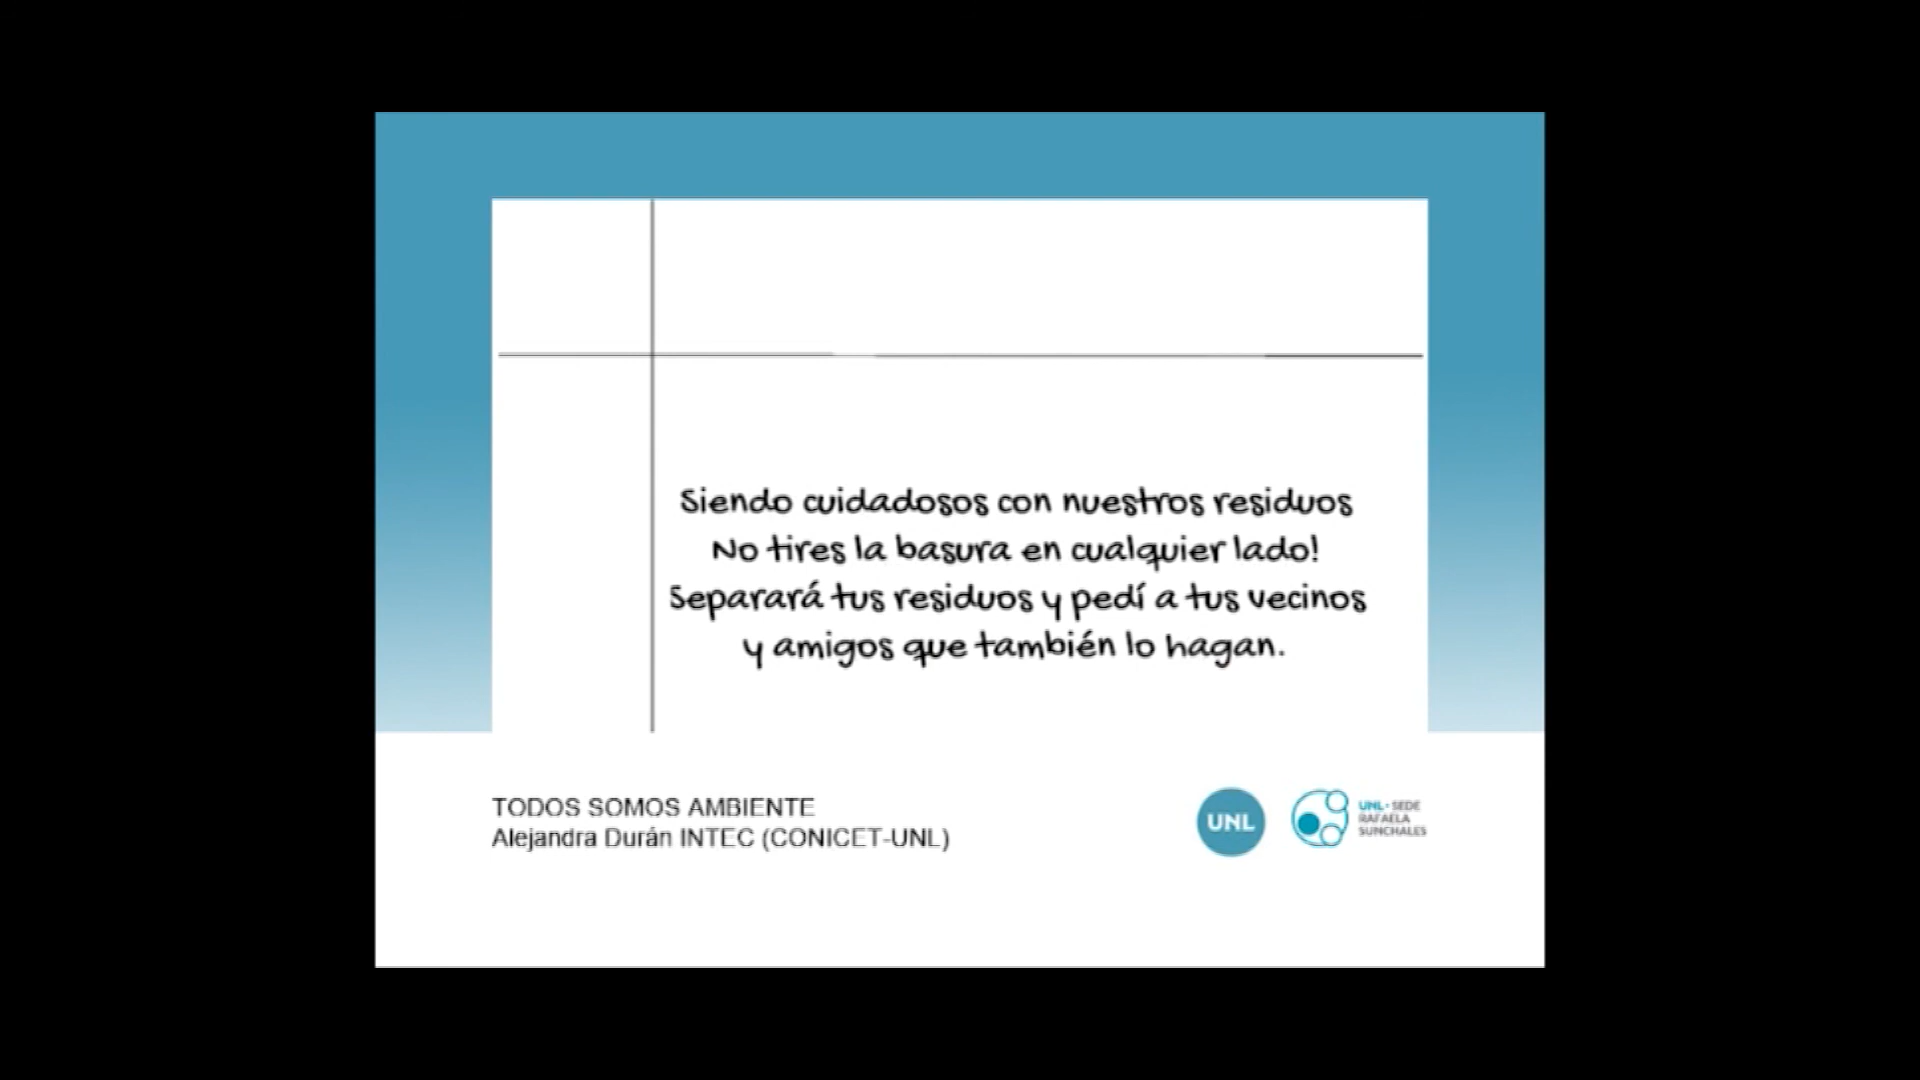 Siendo cuidadosos con nuestros residuos
No tires la basura en cualquier lado!
Separará tus residuos y pedí a tus vecinos
y amigos que también lo hagan.
TODOS SOMOS AMBIENTE
Alejandra Durán INTEC (CONICET-UNL)
UNL
UNL· SEDE
RAFAELA
SUNCHALES